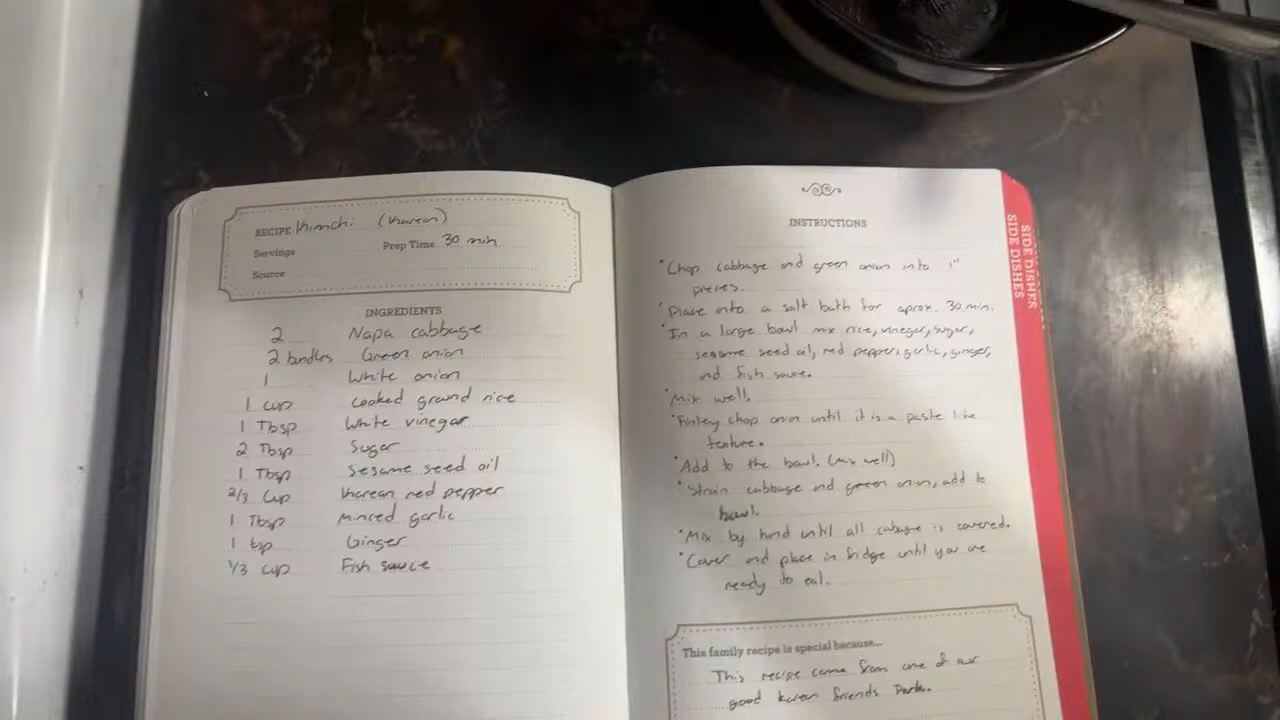 RECIPE Kimchi (Korean)
Servings Prep Time 30 min
Source
INGREDIENTS
2 Napa cabbage
2 bundles Green onion
1 White onion
1 cup cooked ground rice
1 Tbsp White vinegar
2 Tbsp Sugar
1 Tbsp Sesame seed oil
2/3 Cup Korean red pepper
1 Tbsp minced garlic
1 tsp Ginger
1/3 cup Fish sauce
INSTRUCTIONS
• Chop cabbage and green onion into 1"
pieces.
• Place into a salt bath for aprox. 30 min.
• In a large bowl mix rice, vinegar, sugar,
sesame seed oil, red pepper, garlic, ginger,
and fish sauce.
• Mix well.
• Finley chop onion until it is a paste like
texture.
• Add to the bowl. (mix well)
• Strain cabbage and green onion, add to
bowl.
• Mix by hand until all cabage is covered.
• Cover and place in fridge until you are
ready to eat.
This family recipe is special because...
This recipe came from one of our
good korean friends
SIDE DISHES
SIDE DISHES